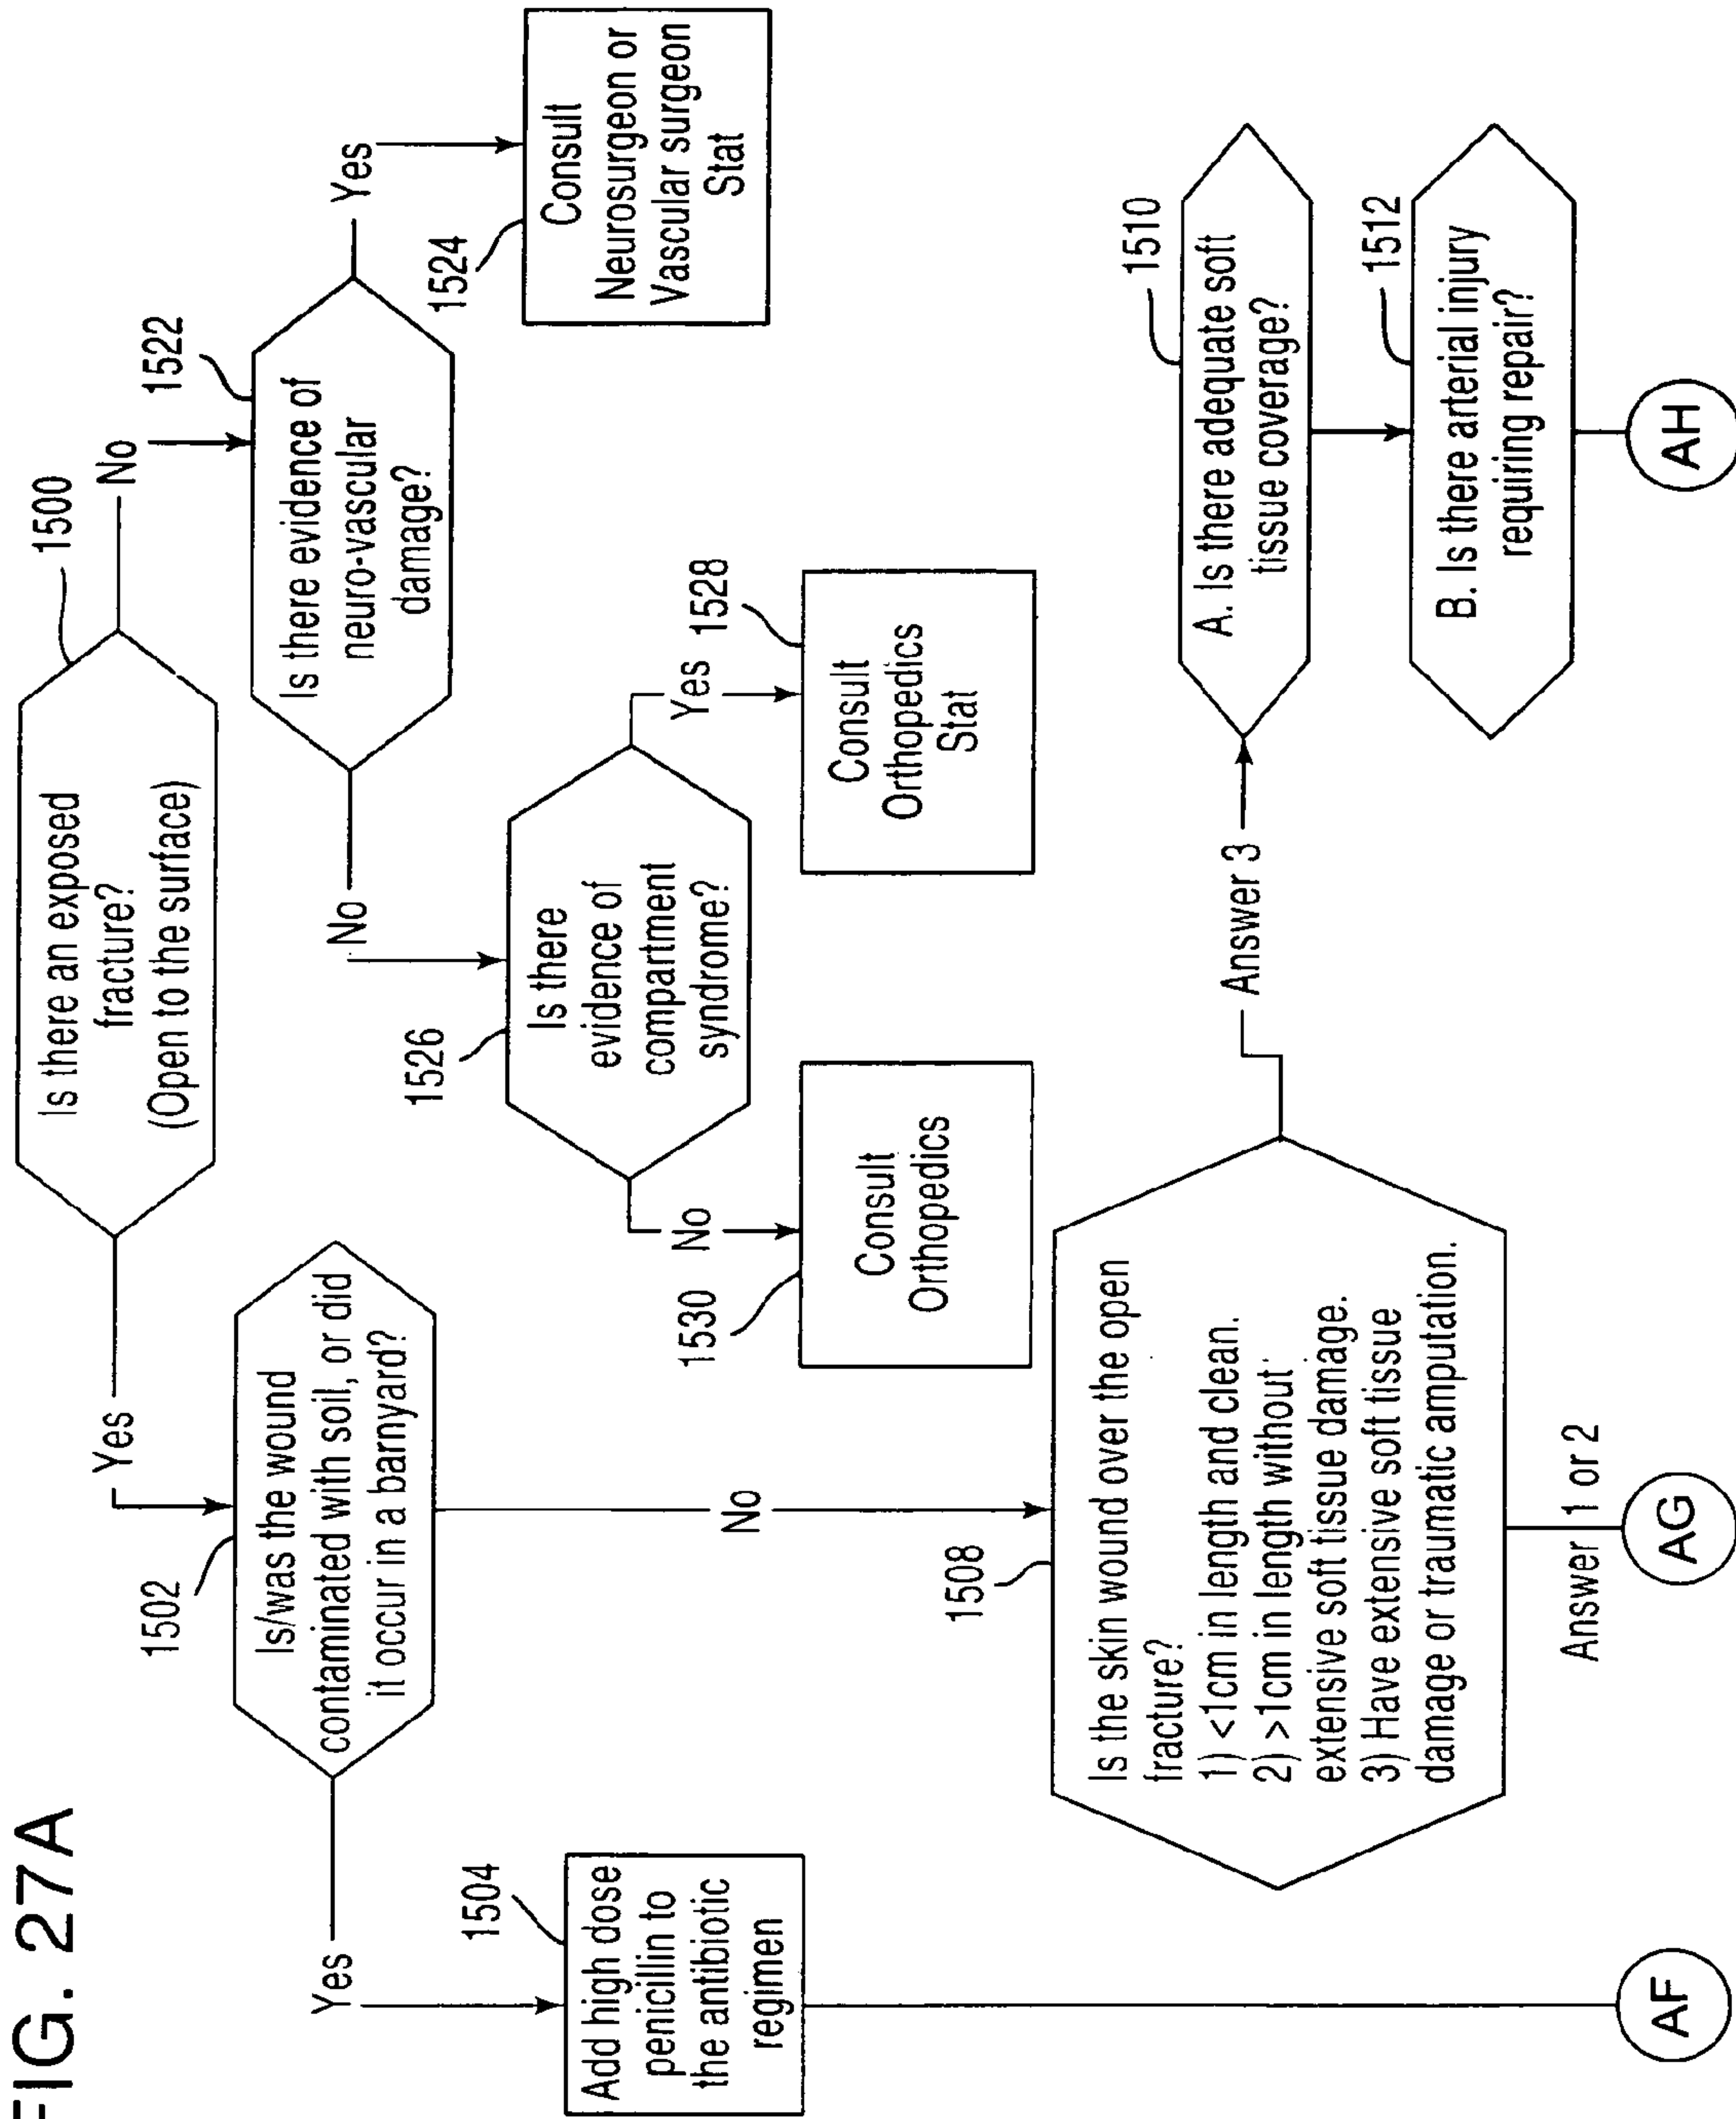 FIG. 27A
1500
Is there an exposed
fracture?
(Open to the surface)
Yes
No
1502
Is/was the wound
contaminated with soil, or did
it occur in a barnyard?
1522
Is there evidence of
neuro-vascular
damage?
Yes
No
No
Yes
1504
Add high dose
penicillin to
the antibiotic
regimen
1526
Is there
evidence of
compartment
syndrome?
1524
Consult
Neurosurgeon or
Vascular surgeon
Stat
No
Yes
1530
Consult
Orthopedics
1528
Consult
Orthopedics
Stat
1508
Is the skin wound over the open
fracture?
1) <1cm in length and clean.
2) >1cm in length without
extensive soft tissue damage.
3) Have extensive soft tissue
damage or traumatic amputation.
Answer 3
1510
A. Is there adequate soft
tissue coverage?
1512
B. Is there arterial injury
requiring repair?
Answer 1 or 2
AF
AG
AH